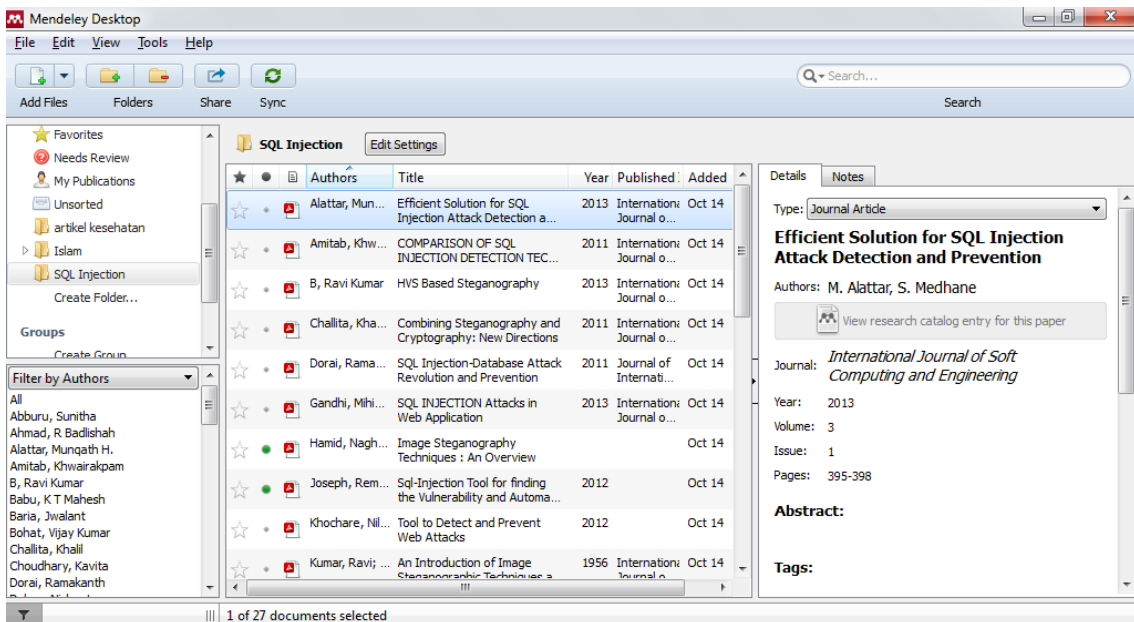 Mendeley Desktop
File Edit View Tools Help
Add Files Folders Share Sync
Search...
Search
Favorites
Needs Review
My Publications
Unsorted
artikel kesehatan
Islam
SQL Injection
Create Folder...
Groups
Create Group
Filter by Authors
All
Abburu, Sunitha
Ahmad, R Badlishah
Alattar, Munqath H.
Amitab, Khwairakpam
B, Ravi Kumar
Babu, K T Mahesh
Baria, Jwalant
Bohat, Vijay Kumar
Challita, Khalil
Choudhary, Kavita
Dorai, Ramakanth
SQL Injection Edit Settings
Authors Title Year Published Added
Alattar, Mun... Efficient Solution for SQL 2013 Internationa Oct 14
Injection Attack Detection a... Journal o...
Amitab, Khw... COMPARISON OF SQL 2011 Internationa Oct 14
INJECTION DETECTION TEC... Journal o...
B, Ravi Kumar HVS Based Steganography 2013 Internationa Oct 14
Journal o...
Challita, Kha... Combining Steganography and 2011 Internationa Oct 14
Cryptography: New Directions Journal o...
Dorai, Rama... SQL Injection-Database Attack 2011 Journal of Oct 14
Revolution and Prevention Internati...
Gandhi, Mihi... SQL INJECTION Attacks in 2013 Internationa Oct 14
Web Application Journal o...
Hamid, Nagh... Image Steganography Oct 14
Techniques : An Overview
Joseph, Rem... Sql-Injection Tool for finding 2012 Oct 14
the Vulnerability and Automa...
Khochare, Nil... Tool to Detect and Prevent 2012 Oct 14
Web Attacks
Kumar, Ravi; ... An Introduction of Image 1956 Internationa Oct 14
Steganographic Techniques a Journal o
Details Notes
Type: Journal Article
Efficient Solution for SQL Injection
Attack Detection and Prevention
Authors: M. Alattar, S. Medhane
View research catalog entry for this paper
Journal: International Journal of Soft
Computing and Engineering
Year: 2013
Volume: 3
Issue: 1
Pages: 395-398
Abstract:
Tags:
1 of 27 documents selected